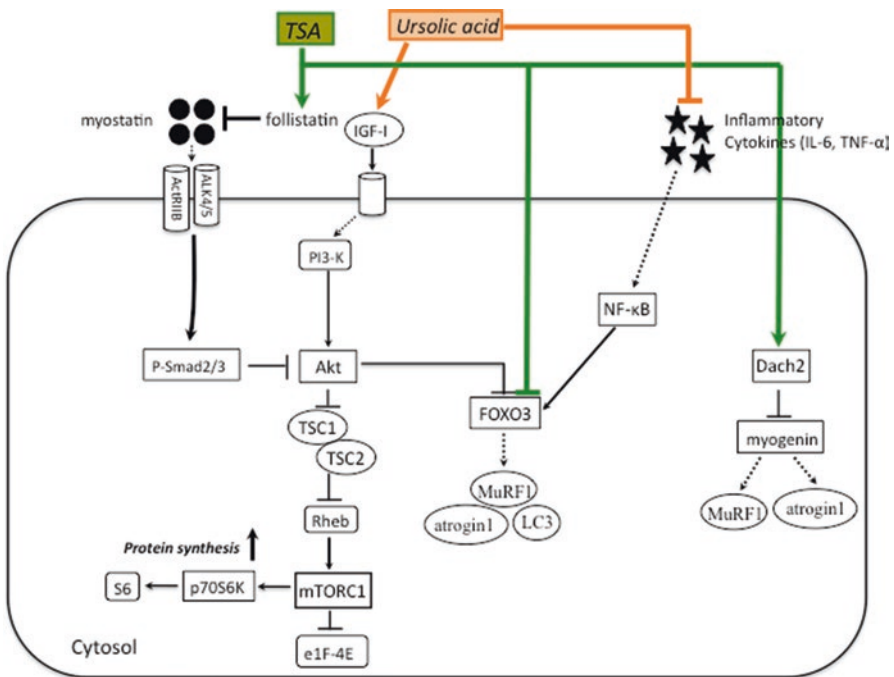 TSA
Ursolic acid
myostatin
follistatin
IGF-I
Inflammatory
Cytokines (IL-6, TNF-α)
ActRIIB
ALK4/5
PI3-K
NF-κB
P-Smad2/3
Akt
Dach2
FOXO3
TSC1
TSC2
myogenin
MuRF1
atrogin1
LC3
MuRF1
atrogin1
Rheb
Protein synthesis
S6
p70S6K
mTORC1
e1F-4E
Cytosol